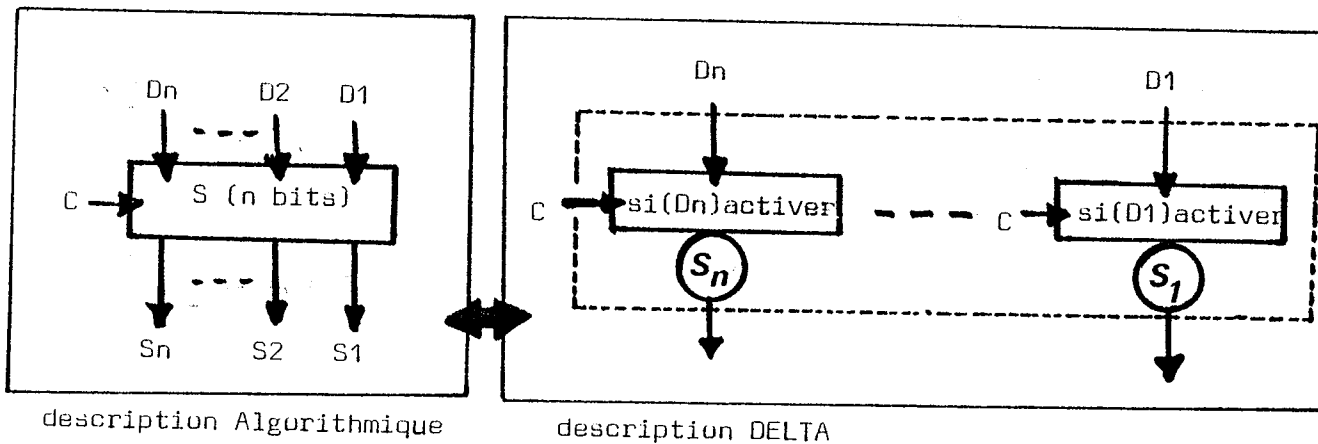 Dn D2 D1
C S (n bits)
Sn S2 S1
description Algorithmique
Dn D1
C si(Dn)activer C si(D1)activer
Sn S1
description DELTA